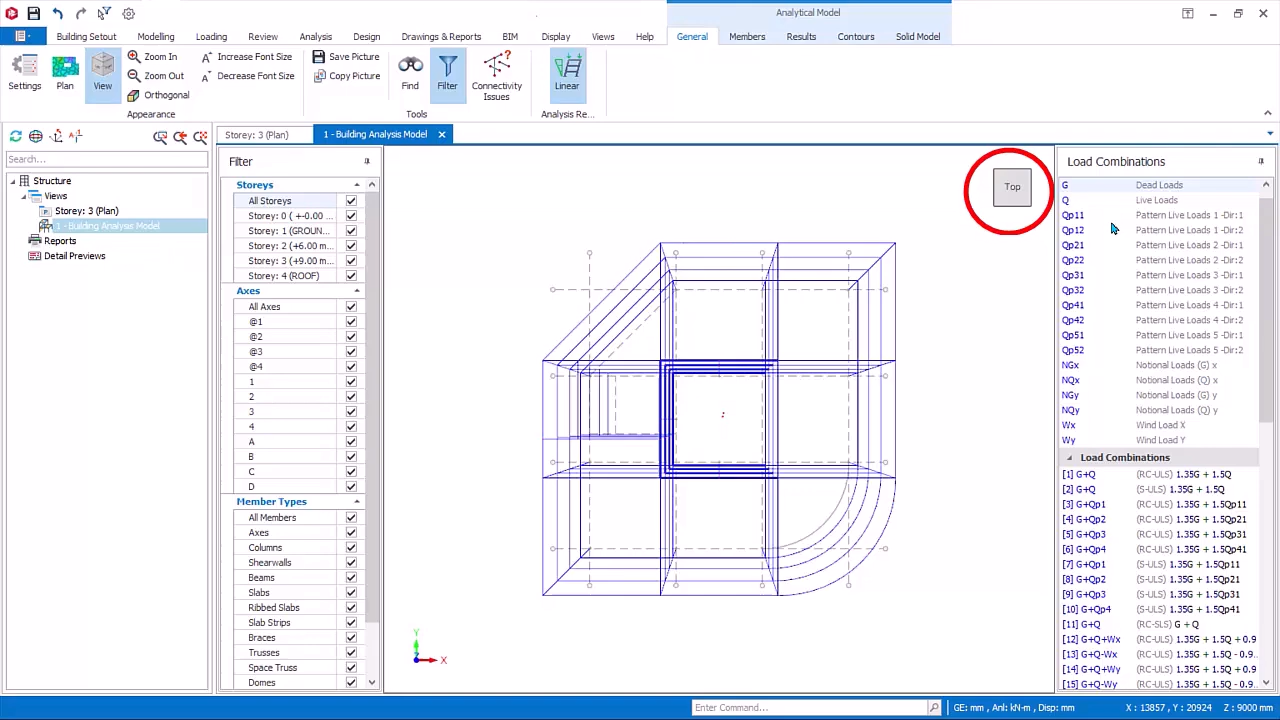 Analytical Model
Building Setout
Modelling
Loading
Review
Analysis
Design
Drawings & Reports
BIM
Display
Views
Help
General
Members
Results
Contours
Solid Model
Settings
Plan
View
Zoom In
Zoom Out
Orthogonal
Increase Font Size
Decrease Font Size
Appearance
Save Picture
Copy Picture
Find
Filter
Connectivity
Issues
Tools
Linear
Analysis Re...
Search...
Structure
Views
Storey: 3 (Plan)
1 - Building Analysis Model
Reports
Detail Previews
Storey: 3 (Plan)
1 - Building Analysis Model
Filter
Storeys
All Storeys
Storey: 0 ( +-0.00 ...
Storey: 1 (GROUN...
Storey: 2 (+6.00 m...
Storey: 3 (+9.00 m...
Storey: 4 (ROOF)
Axes
All Axes
@1
@2
@3
@4
1
2
3
4
A
B
C
D
Member Types
All Members
Axes
Columns
Shearwalls
Beams
Slabs
Ribbed Slabs
Slab Strips
Braces
Trusses
Space Truss
Domes
Top
Y
X
Load Combinations
G Dead Loads
Q Live Loads
Qp11 Pattern Live Loads 1 -Dir:1
Qp12 Pattern Live Loads 1 -Dir:2
Qp21 Pattern Live Loads 2 -Dir:1
Qp22 Pattern Live Loads 2 -Dir:2
Qp31 Pattern Live Loads 3 -Dir:1
Qp32 Pattern Live Loads 3 -Dir:2
Qp41 Pattern Live Loads 4 -Dir:1
Qp42 Pattern Live Loads 4 -Dir:2
Qp51 Pattern Live Loads 5 -Dir:1
Qp52 Pattern Live Loads 5 -Dir:2
NGx Notional Loads (G) x
NQx Notional Loads (Q) x
NGy Notional Loads (G) y
NQy Notional Loads (Q) y
Wx Wind Load X
Wy Wind Load Y
Load Combinations
[1] G+Q (RC-ULS) 1.35G + 1.5Q
[2] G+Q (S-ULS) 1.35G + 1.5Q
[3] G+Qp1 (RC-ULS) 1.35G + 1.5Qp11
[4] G+Qp2 (RC-ULS) 1.35G + 1.5Qp21
[5] G+Qp3 (RC-ULS) 1.35G + 1.5Qp31
[6] G+Qp4 (RC-ULS) 1.35G + 1.5Qp41
[7] G+Qp1 (S-ULS) 1.35G + 1.5Qp11
[8] G+Qp2 (S-ULS) 1.35G + 1.5Qp21
[9] G+Qp3 (S-ULS) 1.35G + 1.5Qp31
[10] G+Qp4 (S-ULS) 1.35G + 1.5Qp41
[11] G+Q (RC-SLS) G + Q
[12] G+Q+Wx (RC-ULS) 1.35G + 1.5Q + 0.9
[13] G+Q-Wx (RC-ULS) 1.35G + 1.5Q - 0.9...
[14] G+Q+Wy (RC-ULS) 1.35G + 1.5Q + 0.9
[15] G+Q-Wy (RC-ULS) 1.35G + 1.5Q - 0.9...
Enter Command...
GE: mm , Anl: kN-m , Disp: mm
X : 13857 , Y : 20924
Z : 9000 mm